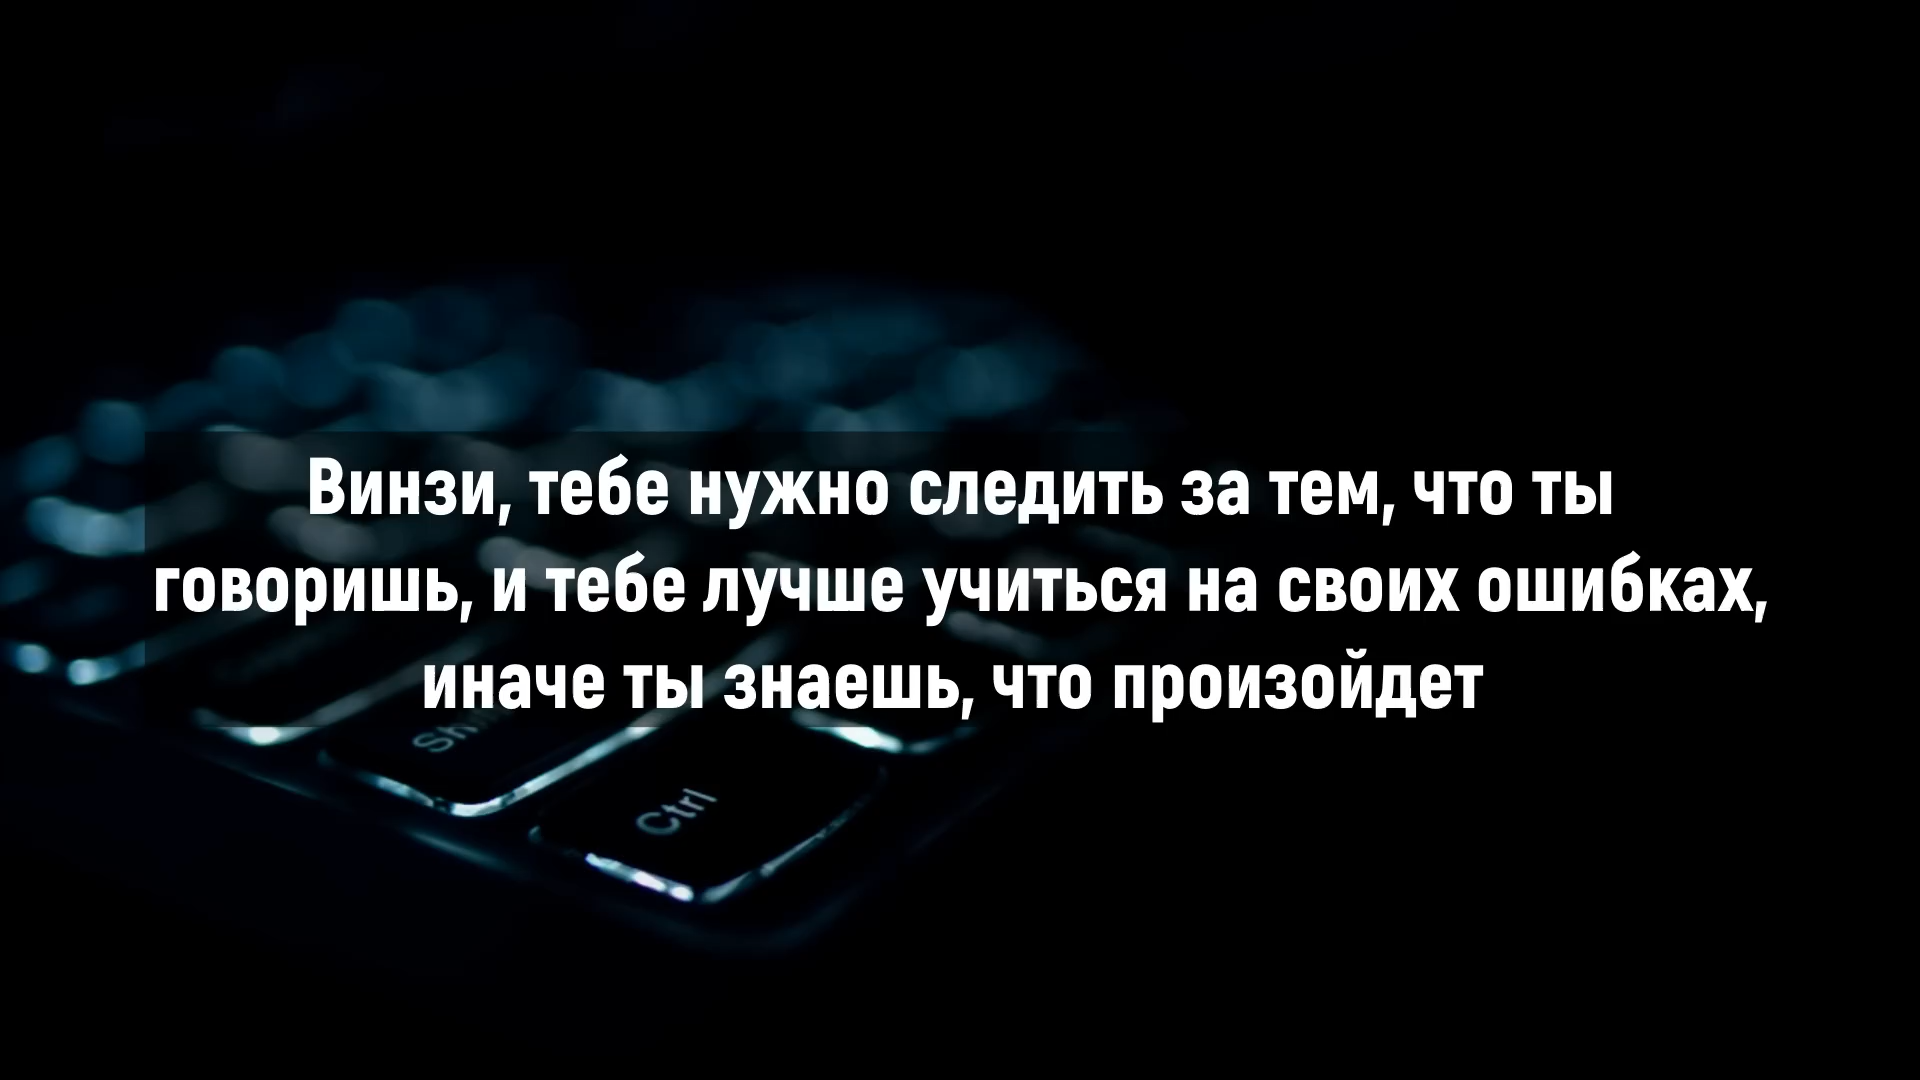 Винзи, тебе нужно следить за тем, что ты
говоришь, и тебе лучше учиться на своих ошибках,
иначе ты знаешь, что произойдет
Ctrl